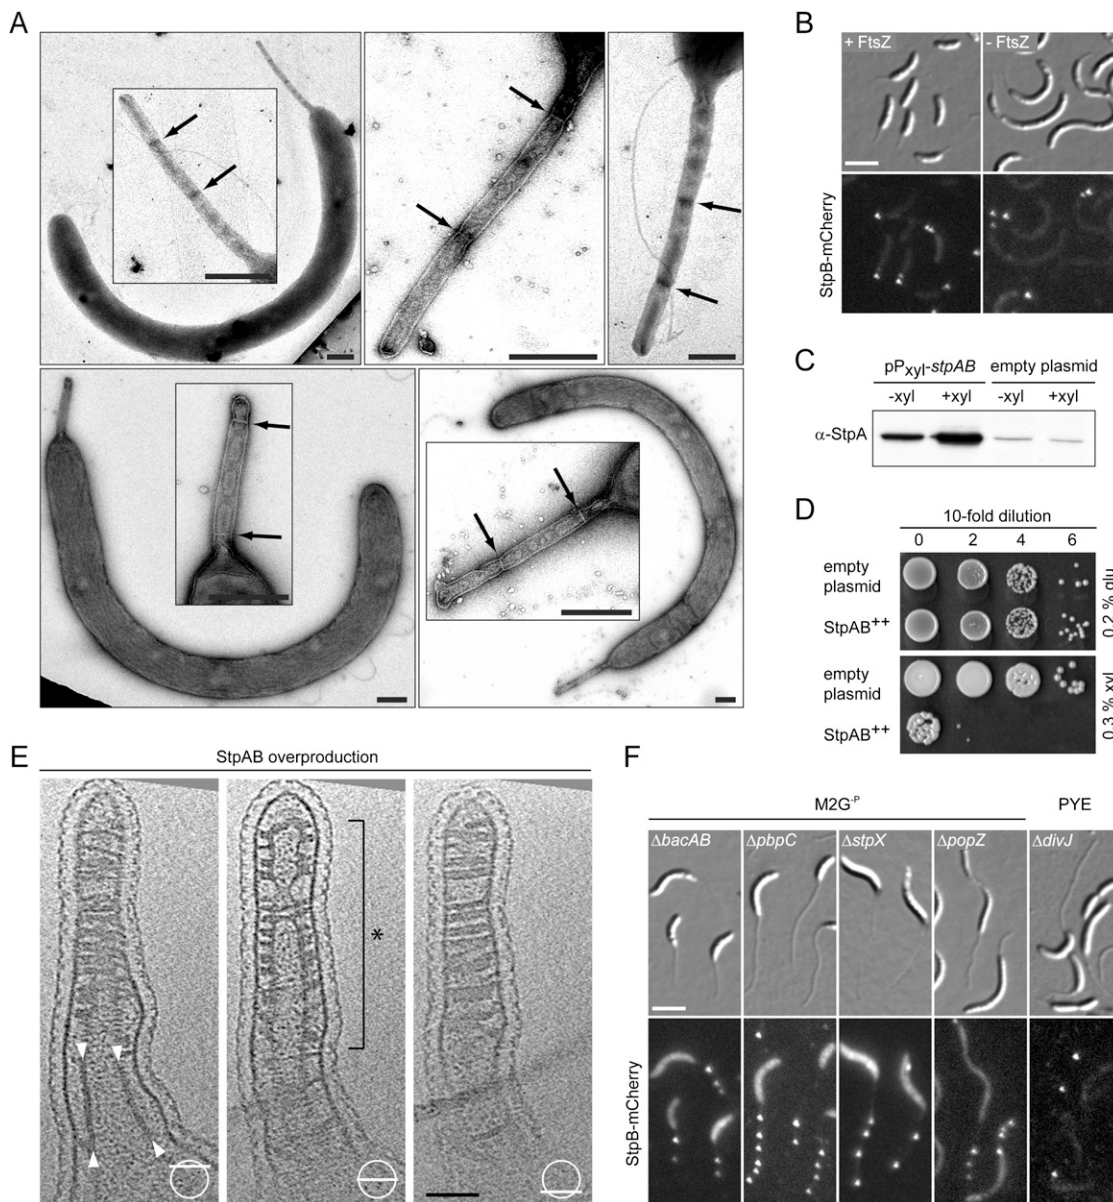 A
B
+ FtsZ
- FtsZ
StpB-mCherry
C
pPxyl-stpAB
empty plasmid
-xyl
+xyl
-xyl
+xyl
α-StpA
D
10-fold dilution
0
2
4
6
empty
plasmid
StpAB++
0.2 % glu
empty
plasmid
StpAB++
0.3 % xyl
E
StpAB overproduction
*
F
M2G-P
PYE
ΔbacAB
ΔpbpC
ΔstpX
ΔpopZ
ΔdivJ
StpB-mCherry